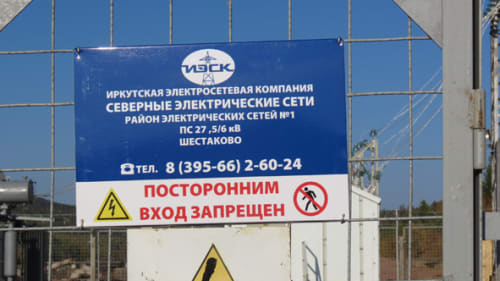 ИЭСК
ИРКУТСКАЯ ЭЛЕКТРОСЕТЕВАЯ КОМПАНИЯ
СЕВЕРНЫЕ ЭЛЕКТРИЧЕСКИЕ СЕТИ
РАЙОН ЭЛЕКТРИЧЕСКИХ СЕТЕЙ №1
ПС 27 ,5/6 кВ
ШЕСТАКОВО
☎ТЕЛ. 8 (395-66) 2-60-24
ПОСТОРОННИМ
ВХОД ЗАПРЕЩЕН